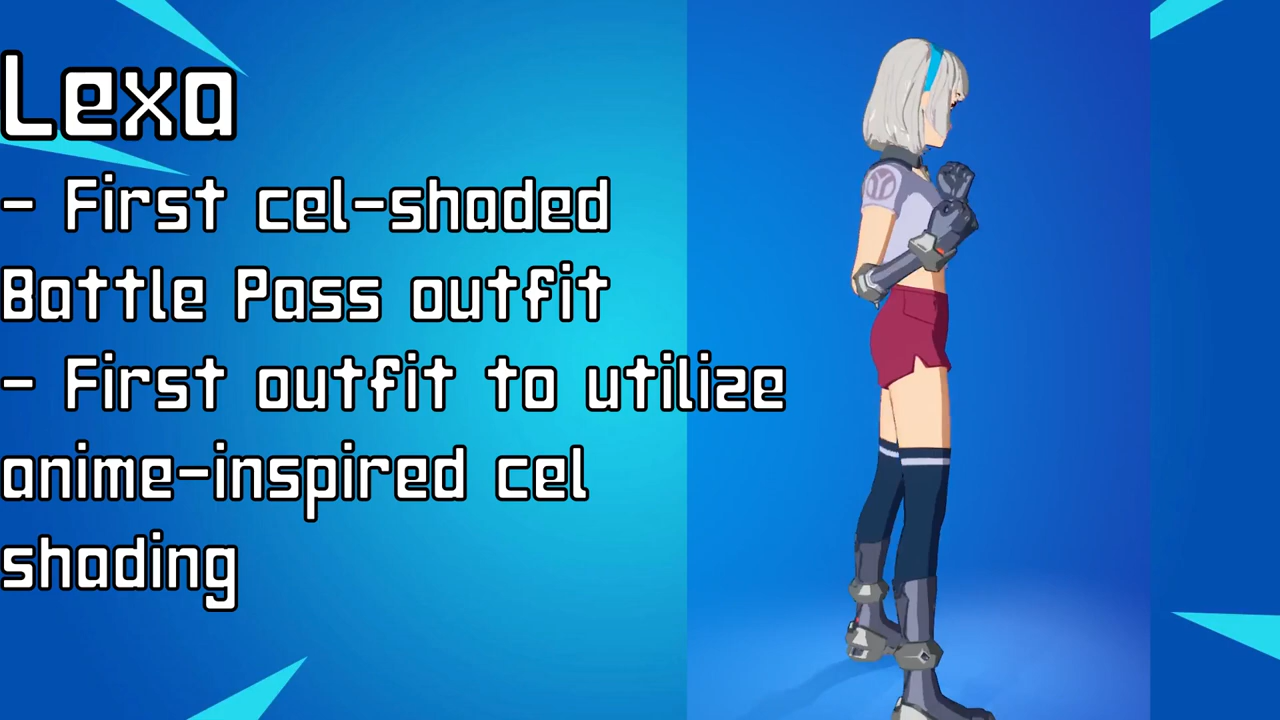 Lexa
- First cel-shaded
Battle Pass outfit
- First outfit to utilize
anime-inspired cel
shading